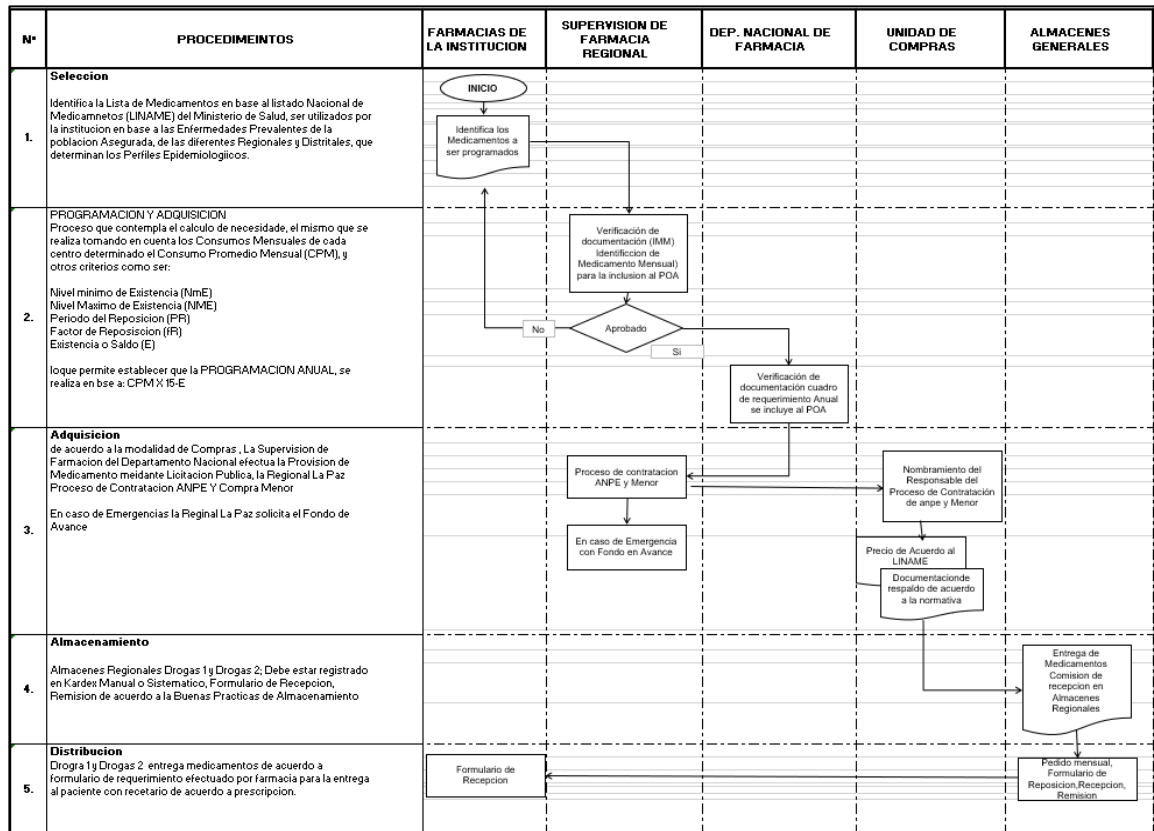 N°
PROCEDIMEINTOS
FARMACIAS DE
LA INSTITUCION
SUPERVISION DE
FARMACIA
REGIONAL
DEP. NACIONAL DE
FARMACIA
UNIDAD DE
COMPRAS
ALMACENES
GENERALES
1.
Seleccion
Identifica la Lista de Medicamentos en base al listado Nacional de
Medicamnetos (LINAME) del Ministerio de Salud, ser utilizados por
la institucion en base a las Enfermedades Prevalentes de la
poblacion Asegurada, de las diferentes Regionales y Distritales, que
determinan los Perfiles Epidemiologiicos.
INICIO
Identifica los
Medicamentos a
ser programados
2.
PROGRAMACION Y ADQUISICION
Proceso que contempla el calculo de necesidade, el mismo que se
realiza tomando en cuenta los Consumos Mensuales de cada
centro determinado el Consumo Promedio Mensual (CPM), y
otros criterios como ser:
Nivel minimo de Existencia (NmE)
Nivel Maximo de Existencia (NME)
Periodo del Reposicion (PR)
Factor de Reposiscion (fR)
Existencia o Saldo (E)
loque permite establecer que la PROGRAMACION ANUAL, se
realiza en bse a: CPM X 15-E
Verificación de
documentación (IMM)
Identificcion de
Medicamento Mensual)
para la inclusion al POA
Aprobado
No
Si
Verificación de
documentación cuadro
de requerimiento Anual
se incluye al POA
3.
Adquisicion
de acuerdo a la modalidad de Compras , La Supervision de
Farmacion del Departamento Nacional efectua la Provision de
Medicamento meidante Licitacion Publica, la Regional La Paz
Proceso de Contratacion ANPE Y Compra Menor
En caso de Emergencias la Reginal La Paz solicita el Fondo de
Avance
Proceso de contratacion
ANPE y Menor
En caso de Emergencia
con Fondo en Avance
Nombramiento del
Responsable del
Proceso de Contratación
de anpe y Menor
Precio de Acuerdo al
LINAME
Documentacionde
respaldo de acuerdo
a la normativa
4.
Almacenamiento
Almacenes Regionales Drogas 1 y Drogas 2; Debe estar registrado
en Kardex Manual o Sistematico, Formulario de Recepcion,
Remision de acuerdo a la Buenas Practicas de Almacenamiento
Entrega de
Medicamentos
Comision de
recepcion en
Almacenes
Regionales
5.
Distribucion
Drogra 1 y Drogas 2 entrega medicamentos de acuerdo a
formulario de requerimiento efectuado por farmacia para la entrega
al paciente con recetario de acuerdo a prescripcion.
Formulario de
Recepcion
Pedido mensual,
Formulario de
Reposicion,Recepcion,
Remision